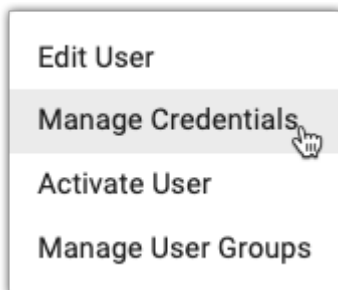 Edit User
Manage Credentials
Activate User
Manage User Groups